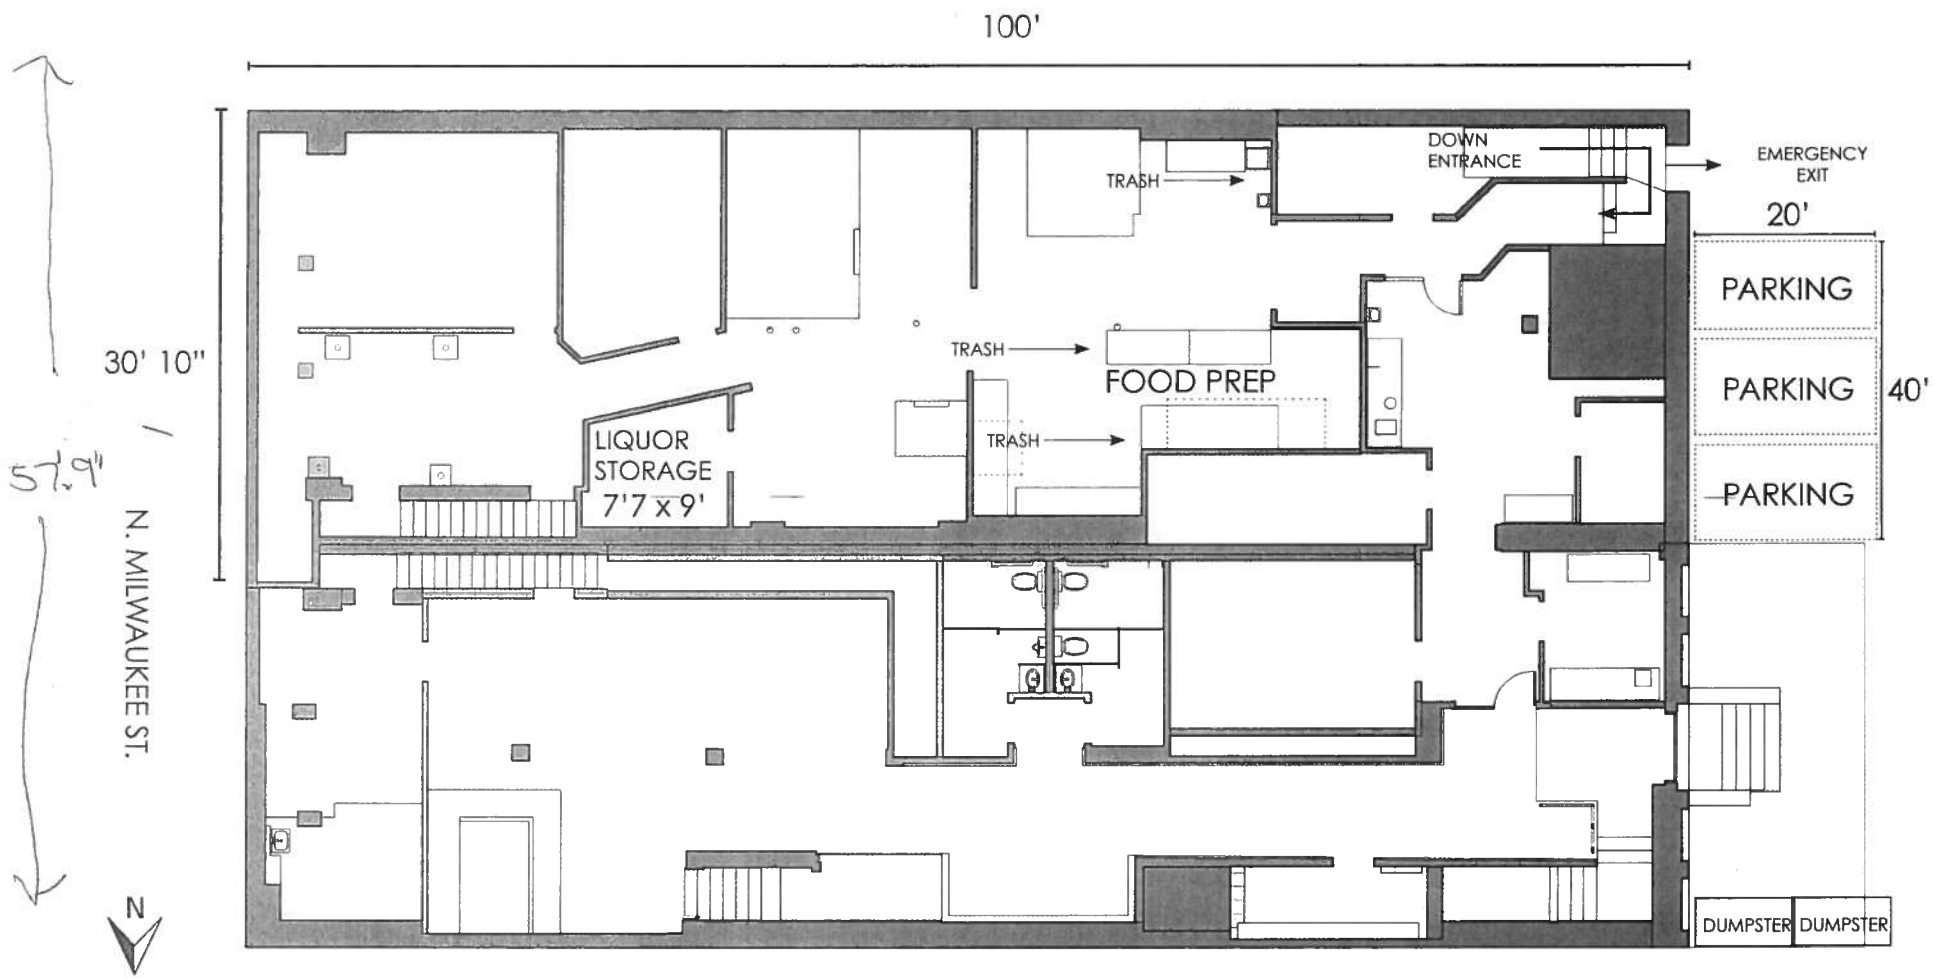 100'
DOWN
ENTRANCE
EMERGENCY
EXIT
TRASH
20'
PARKING
30' 10"
TRASH
FOOD PREP
PARKING
40'
LIQUOR
STORAGE
7'7 x 9'
TRASH
57'.9"
PARKING
N. MILWAUKEE ST.
N
DUMPSTER
DUMPSTER